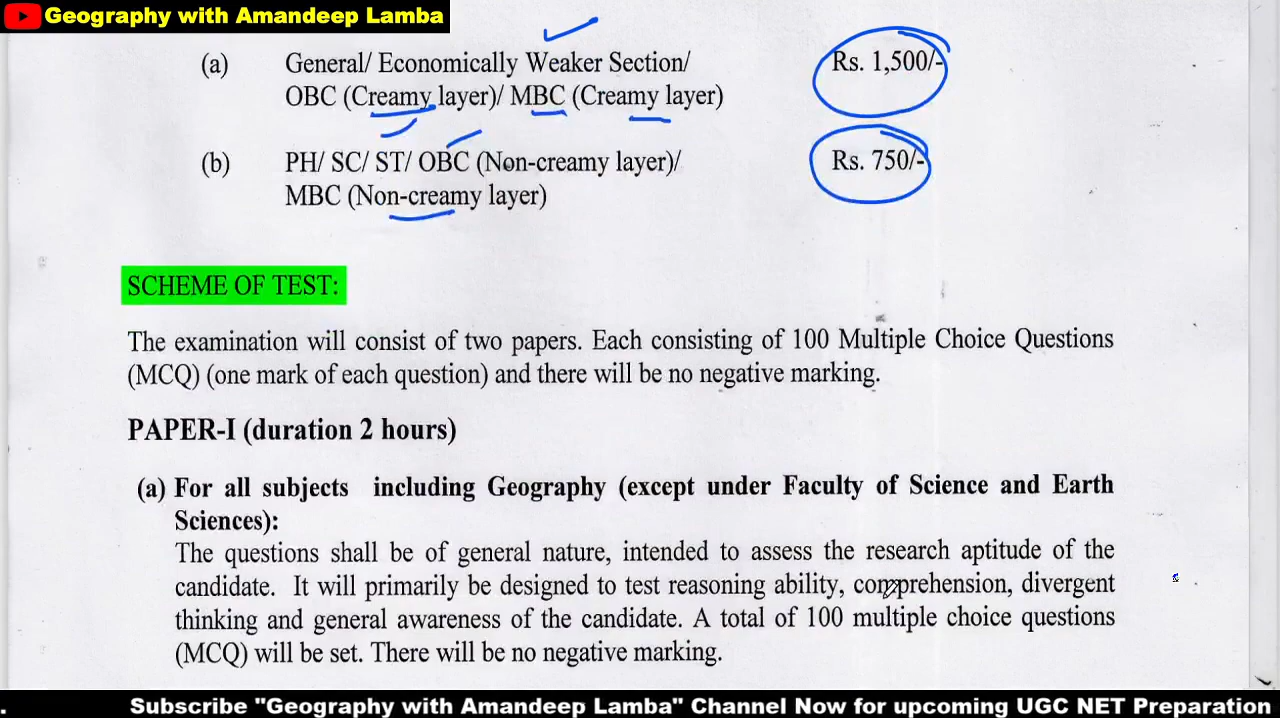 Geography with Amandeep Lamba
(a) General/ Economically Weaker Section/ Rs. 1,500/-
OBC (Creamy layer)/ MBC (Creamy layer)
(b) PH/ SC/ ST/ OBC (Non-creamy layer)/ Rs. 750/-
MBC (Non-creamy layer)
SCHEME OF TEST:
The examination will consist of two papers. Each consisting of 100 Multiple Choice Questions
(MCQ) (one mark of each question) and there will be no negative marking.
PAPER-I (duration 2 hours)
(a) For all subjects including Geography (except under Faculty of Science and Earth
Sciences):
The questions shall be of general nature, intended to assess the research aptitude of the
candidate. It will primarily be designed to test reasoning ability, comprehension, divergent
thinking and general awareness of the candidate. A total of 100 multiple choice questions
(MCQ) will be set. There will be no negative marking.
. Subscribe "Geography with Amandeep Lamba" Channel Now for upcoming UGC NET Preparation